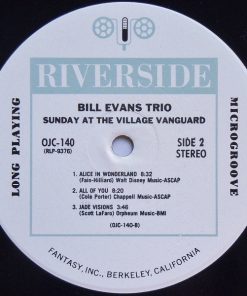 RIVERSIDE
BILL EVANS TRIO
SUNDAY AT THE VILLAGE VANGUARD
OJC-140
(RLP-9376)
SIDE 2
STEREO
LONG PLAYING
MICROGROOVE
1. ALICE IN WONDERLAND 8:32
(Fain-Hilliard) Walt Disney Music-ASCAP
2. ALL OF YOU 8:20
(Cole Porter) Chappell Music-ASCAP
3. JADE VISIONS 3:46
(Scott LaFaro) Orpheum Music-BMI
(OJC-140-B)
FANTASY, INC., BERKELEY, CALIFORNIA